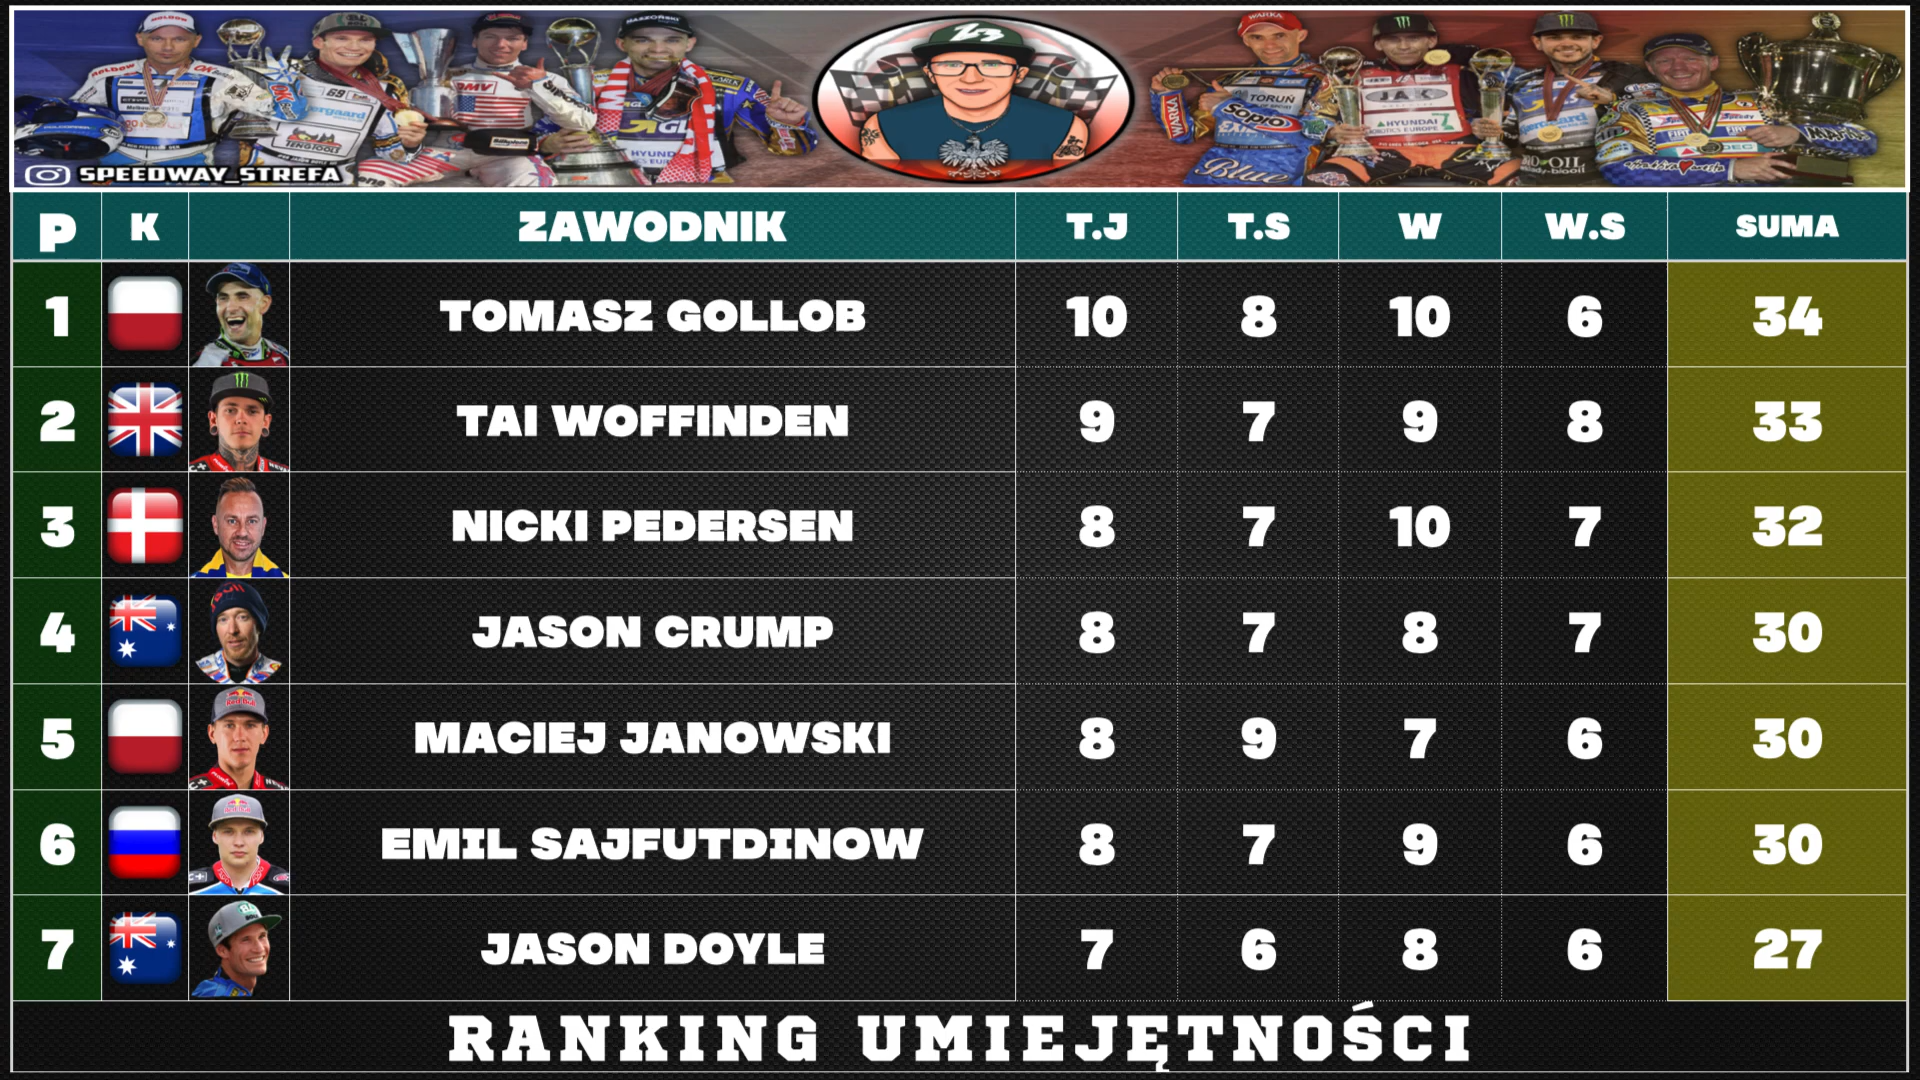 SPEEDWAY_STREFA
P K ZAWODNIK T.J T.S W W.S SUMA
1 TOMASZ GOLLOB 10 8 10 6 34
2 TAI WOFFINDEN 9 7 9 8 33
3 NICKI PEDERSEN 8 7 10 7 32
4 JASON CRUMP 8 7 8 7 30
5 MACIEJ JANOWSKI 8 9 7 6 30
6 EMIL SAJFUTDINOW 8 7 9 6 30
7 JASON DOYLE 7 6 8 6 27
RANKING UMIEJĘTNOŚCI